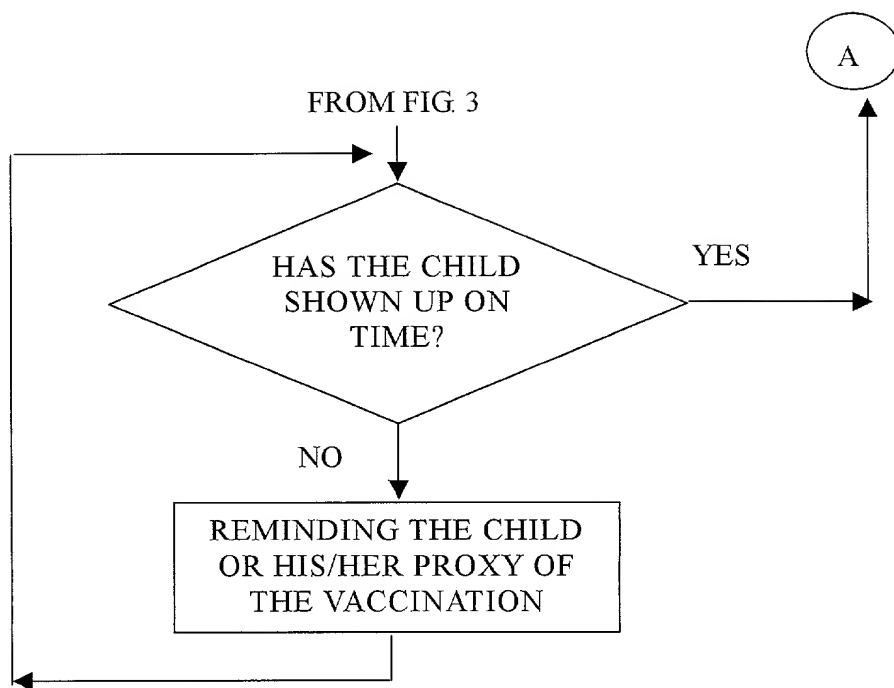 A
FROM FIG. 3
HAS THE CHILD
SHOWN UP ON
TIME?
YES
NO
REMINDING THE CHILD
OR HIS/HER PROXY OF
THE VACCINATION